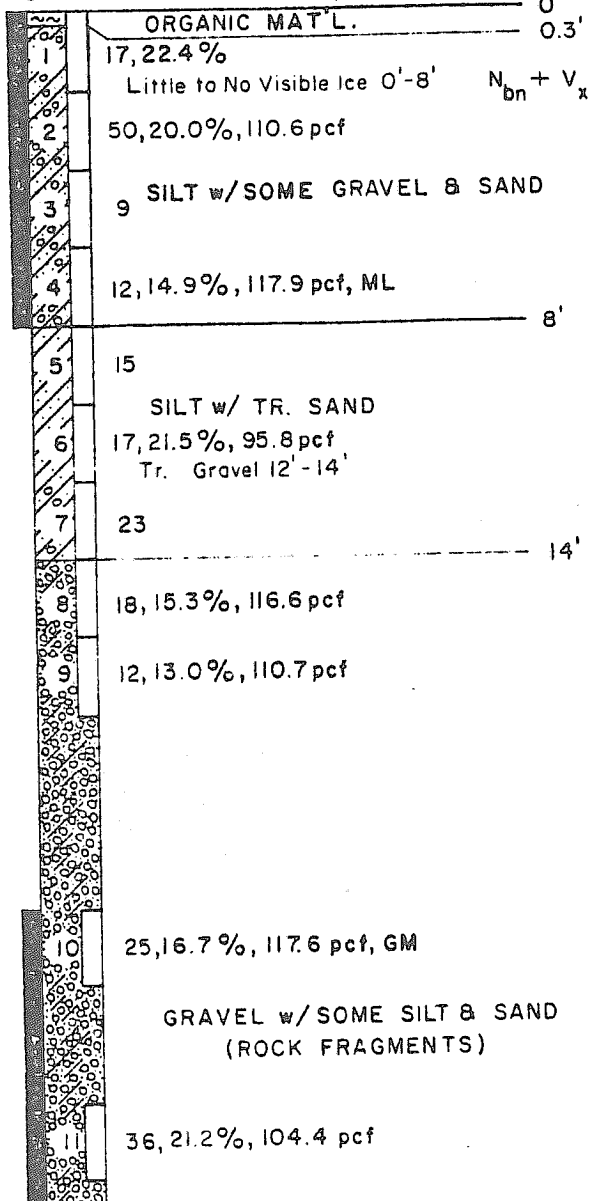 0
ORGANIC MAT'L.
0.3'
1
17, 22.4%
Little to No Visible Ice 0'-8' Nbn + Vx
2
50, 20.0%, 110.6 pcf
SILT w/SOME GRAVEL & SAND
3
9
4
12, 14.9%, 117.9 pcf, ML
8'
5
15
SILT w/ TR. SAND
6
17, 21.5%, 95.8 pcf
Tr. Gravel 12'-14'
7
23
14'
8
18, 15.3%, 116.6 pcf
9
12, 13.0%, 110.7 pcf
10
25, 16.7%, 117.6 pcf, GM
GRAVEL w/SOME SILT & SAND
(ROCK FRAGMENTS)
11
36, 21.2%, 104.4 pcf